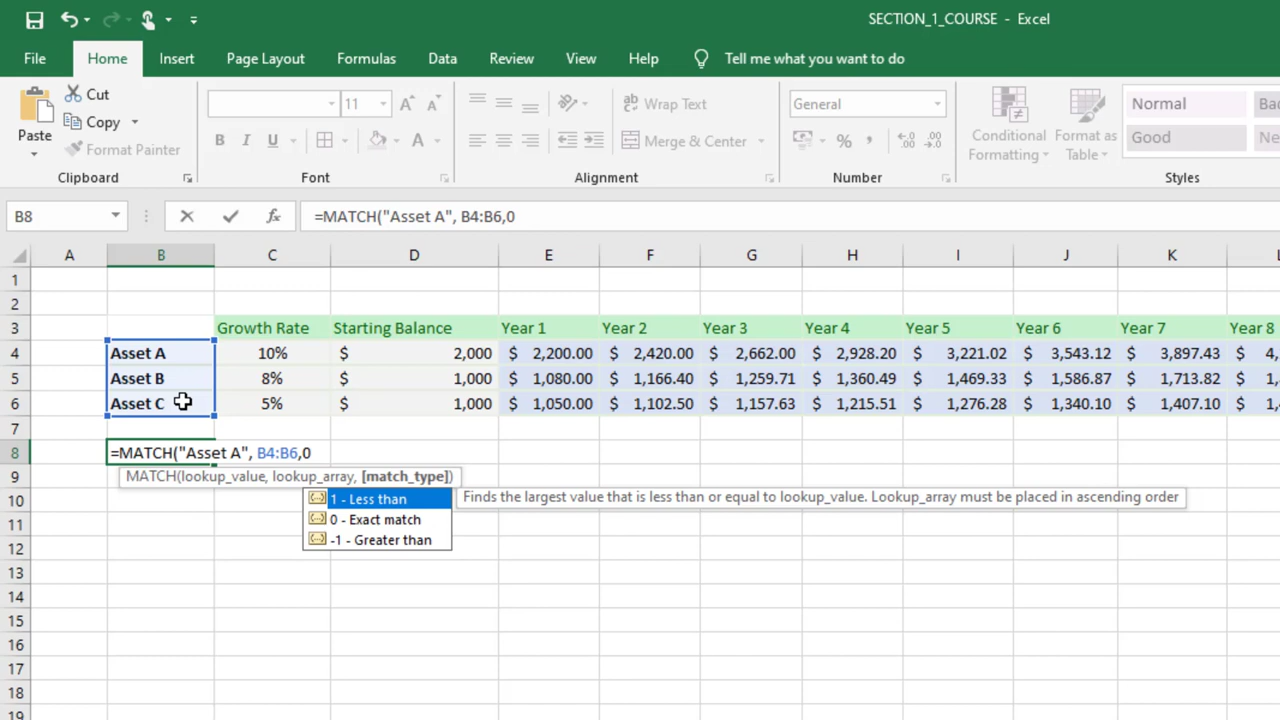 SECTION_1_COURSE - Excel
File Home Insert Page Layout Formulas Data Review View Help Tell me what you want to do
Cut
Copy
Format Painter
Paste
11
B I U A
Wrap Text
Merge & Center
General
%
Conditional Formatting
Format as Table
Normal
Good
Clipboard Font Alignment Number Styles
B8 fx =MATCH("Asset A", B4:B6,0
A B C D E F G H I J K
1
2
3 Growth Rate Starting Balance Year 1 Year 2 Year 3 Year 4 Year 5 Year 6 Year 7 Year 8
4 Asset A 10% $ 2,000 $ 2,200.00 $ 2,420.00 $ 2,662.00 $ 2,928.20 $ 3,221.02 $ 3,543.12 $ 3,897.43 $ 4,
5 Asset B 8% $ 1,000 $ 1,080.00 $ 1,166.40 $ 1,259.71 $ 1,360.49 $ 1,469.33 $ 1,586.87 $ 1,713.82 $
6 Asset C 5% $ 1,000 $ 1,050.00 $ 1,102.50 $ 1,157.63 $ 1,215.51 $ 1,276.28 $ 1,340.10 $ 1,407.10 $
7
8 =MATCH("Asset A", B4:B6,0
9 MATCH(lookup_value, lookup_array, [match_type])
10 1 - Less than Finds the largest value that is less than or equal to lookup_value. Lookup_array must be placed in ascending order
11 0 - Exact match
12 -1 - Greater than
13
14
15
16
17
18
19